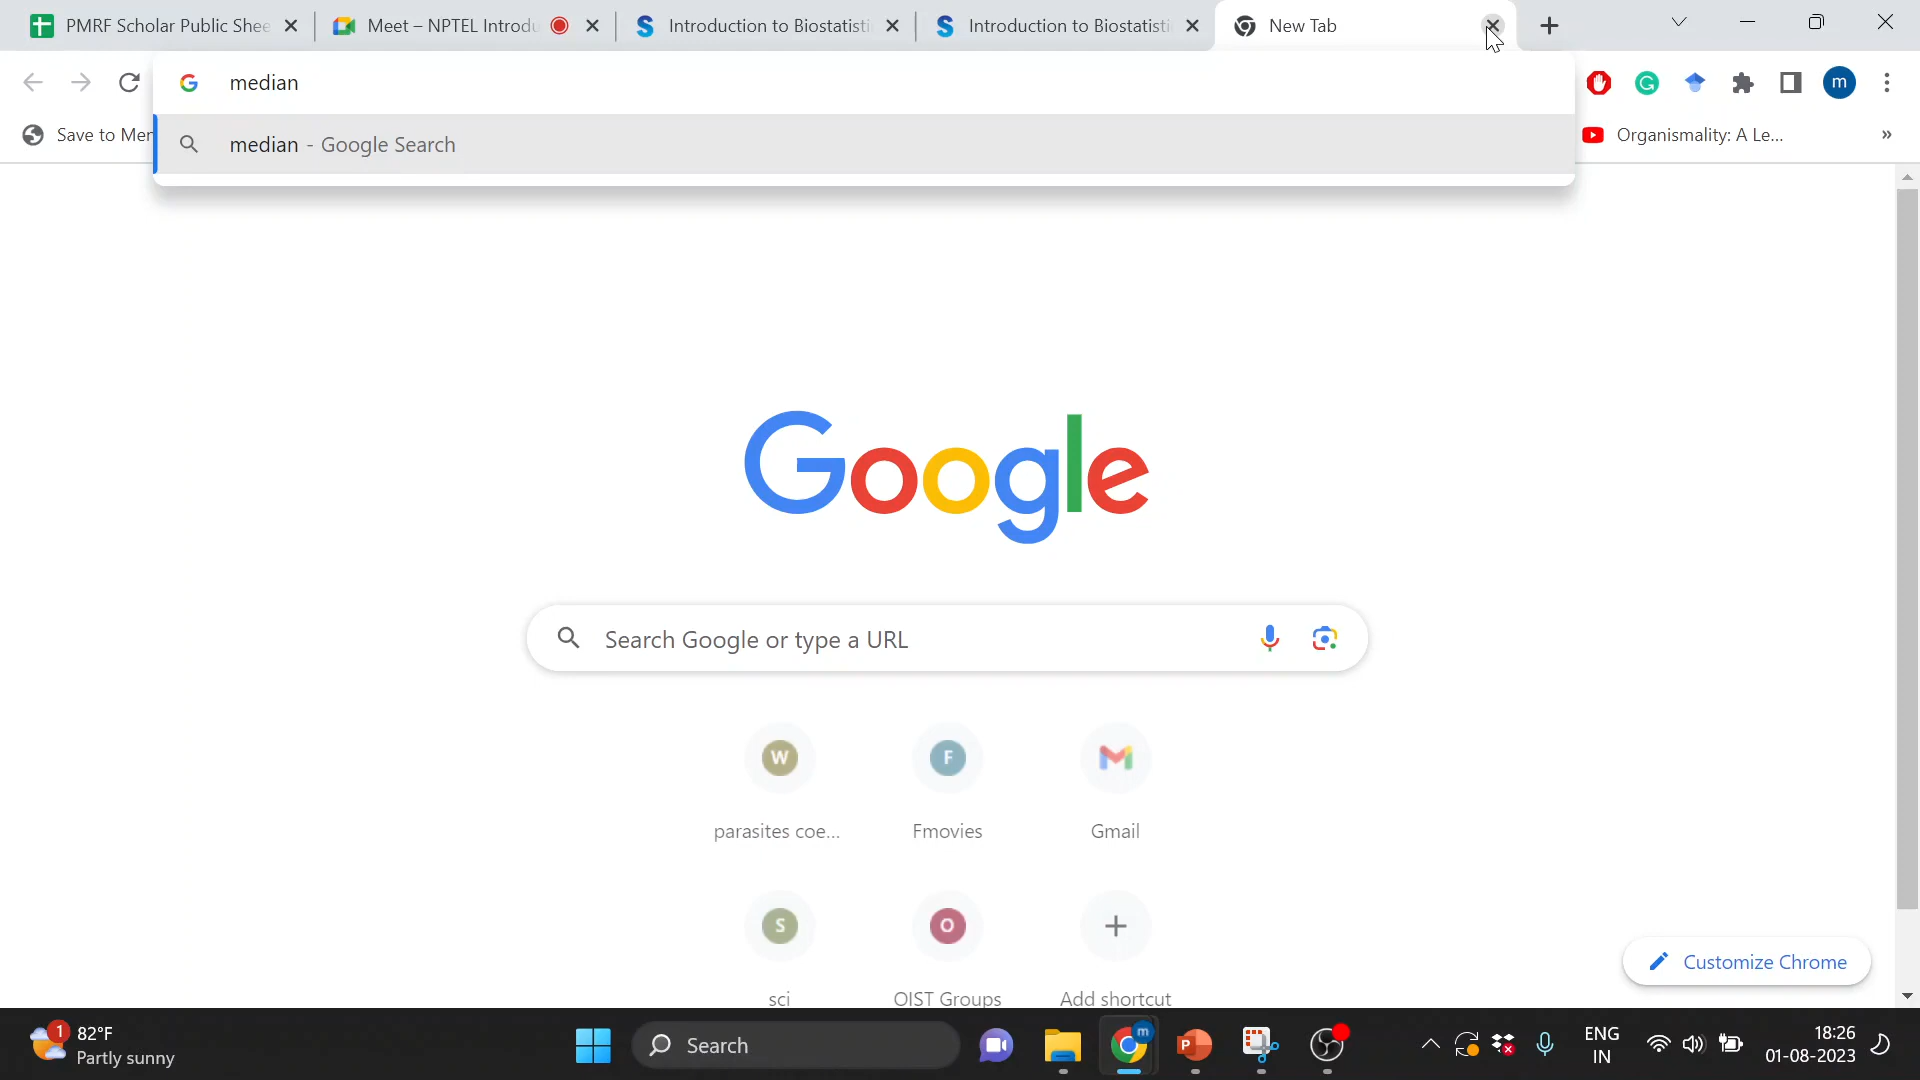 PMRF Scholar Public Shee
Meet – NPTEL Introdu
Introduction to Biostatisti
Introduction to Biostatisti
New Tab
median
m
Save to Men
median - Google Search
Organismality: A Le...
»
Google
Search Google or type a URL
W
F
parasites coe...
Fmovies
Gmail
S
O
sci
OIST Groups
Add shortcut
Customize Chrome
1
82°F
Partly sunny
Search
m
P
ENG
IN
18:26
01-08-2023